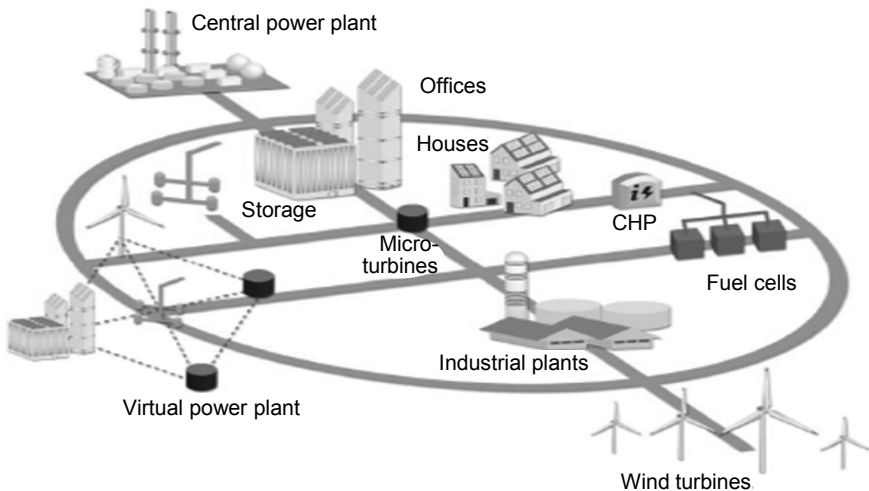 Central power plant
Offices
Houses
Storage
CHP
Micro-
turbines
Fuel cells
Industrial plants
Virtual power plant
Wind turbines